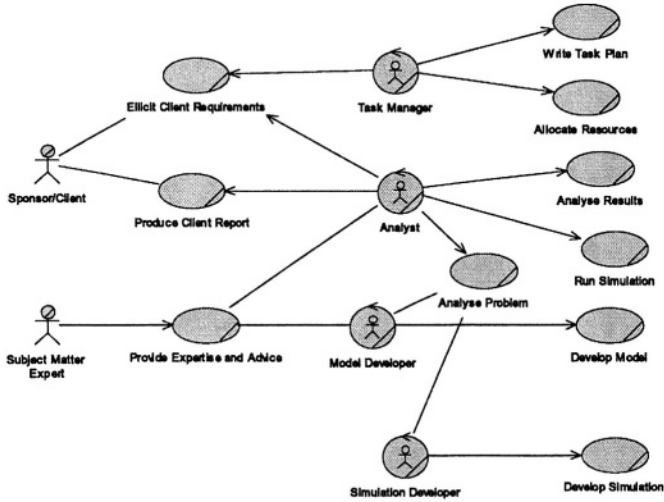 Write Task Plan
Ellicit Client Requirements
Task Manager
Allocate Resources
Sponsor/Client
Produce Client Report
Analyst
Analyse Results
Run Simulation
Analyse Problem
Subject Matter
Expert
Provide Expertise and Advice
Model Developer
Develop Model
Simulation Developer
Develop Simulation